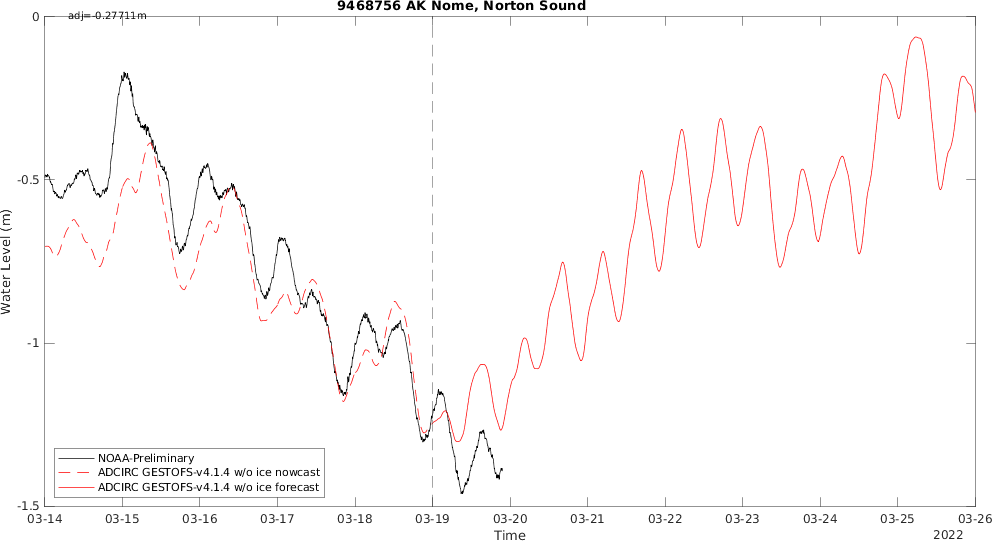 9468756 AK Nome, Norton Sound
adj=-0.27711m
0
-0.5
-1
-1.5
Water Level (m)
NOAA-Preliminary
ADCIRC GESTOFS-v4.1.4 w/o ice nowcast
ADCIRC GESTOFS-v4.1.4 w/o ice forecast
03-14 03-15 03-16 03-17 03-18 03-19 03-20 03-21 03-22 03-23 03-24 03-25 03-26
Time
2022